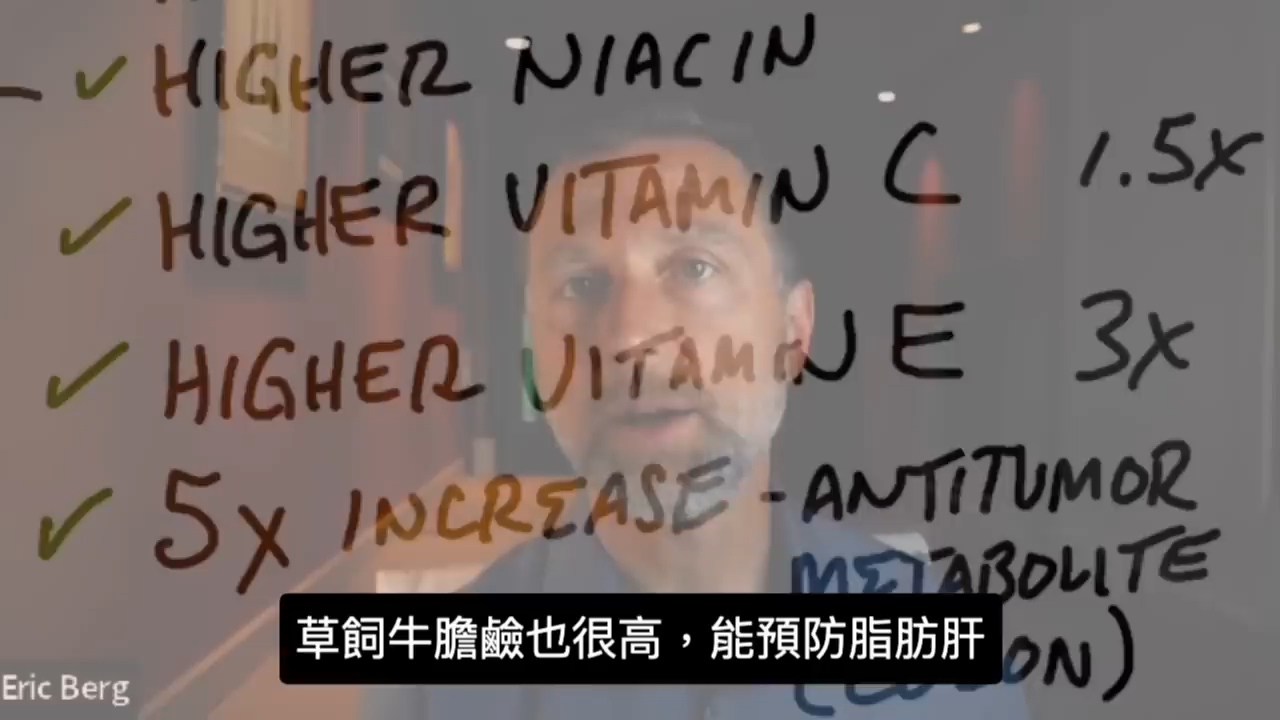 ✓ HIGHER NIACIN
✓ HIGHER VITAMIN C 1.5X
✓ HIGHER VITAMIN E 3X
✓ 5X INCREASE - ANTITUMOR
METABOLITE
(COLON)
草飼牛膽鹼也很高，能預防脂肪肝
Eric Berg